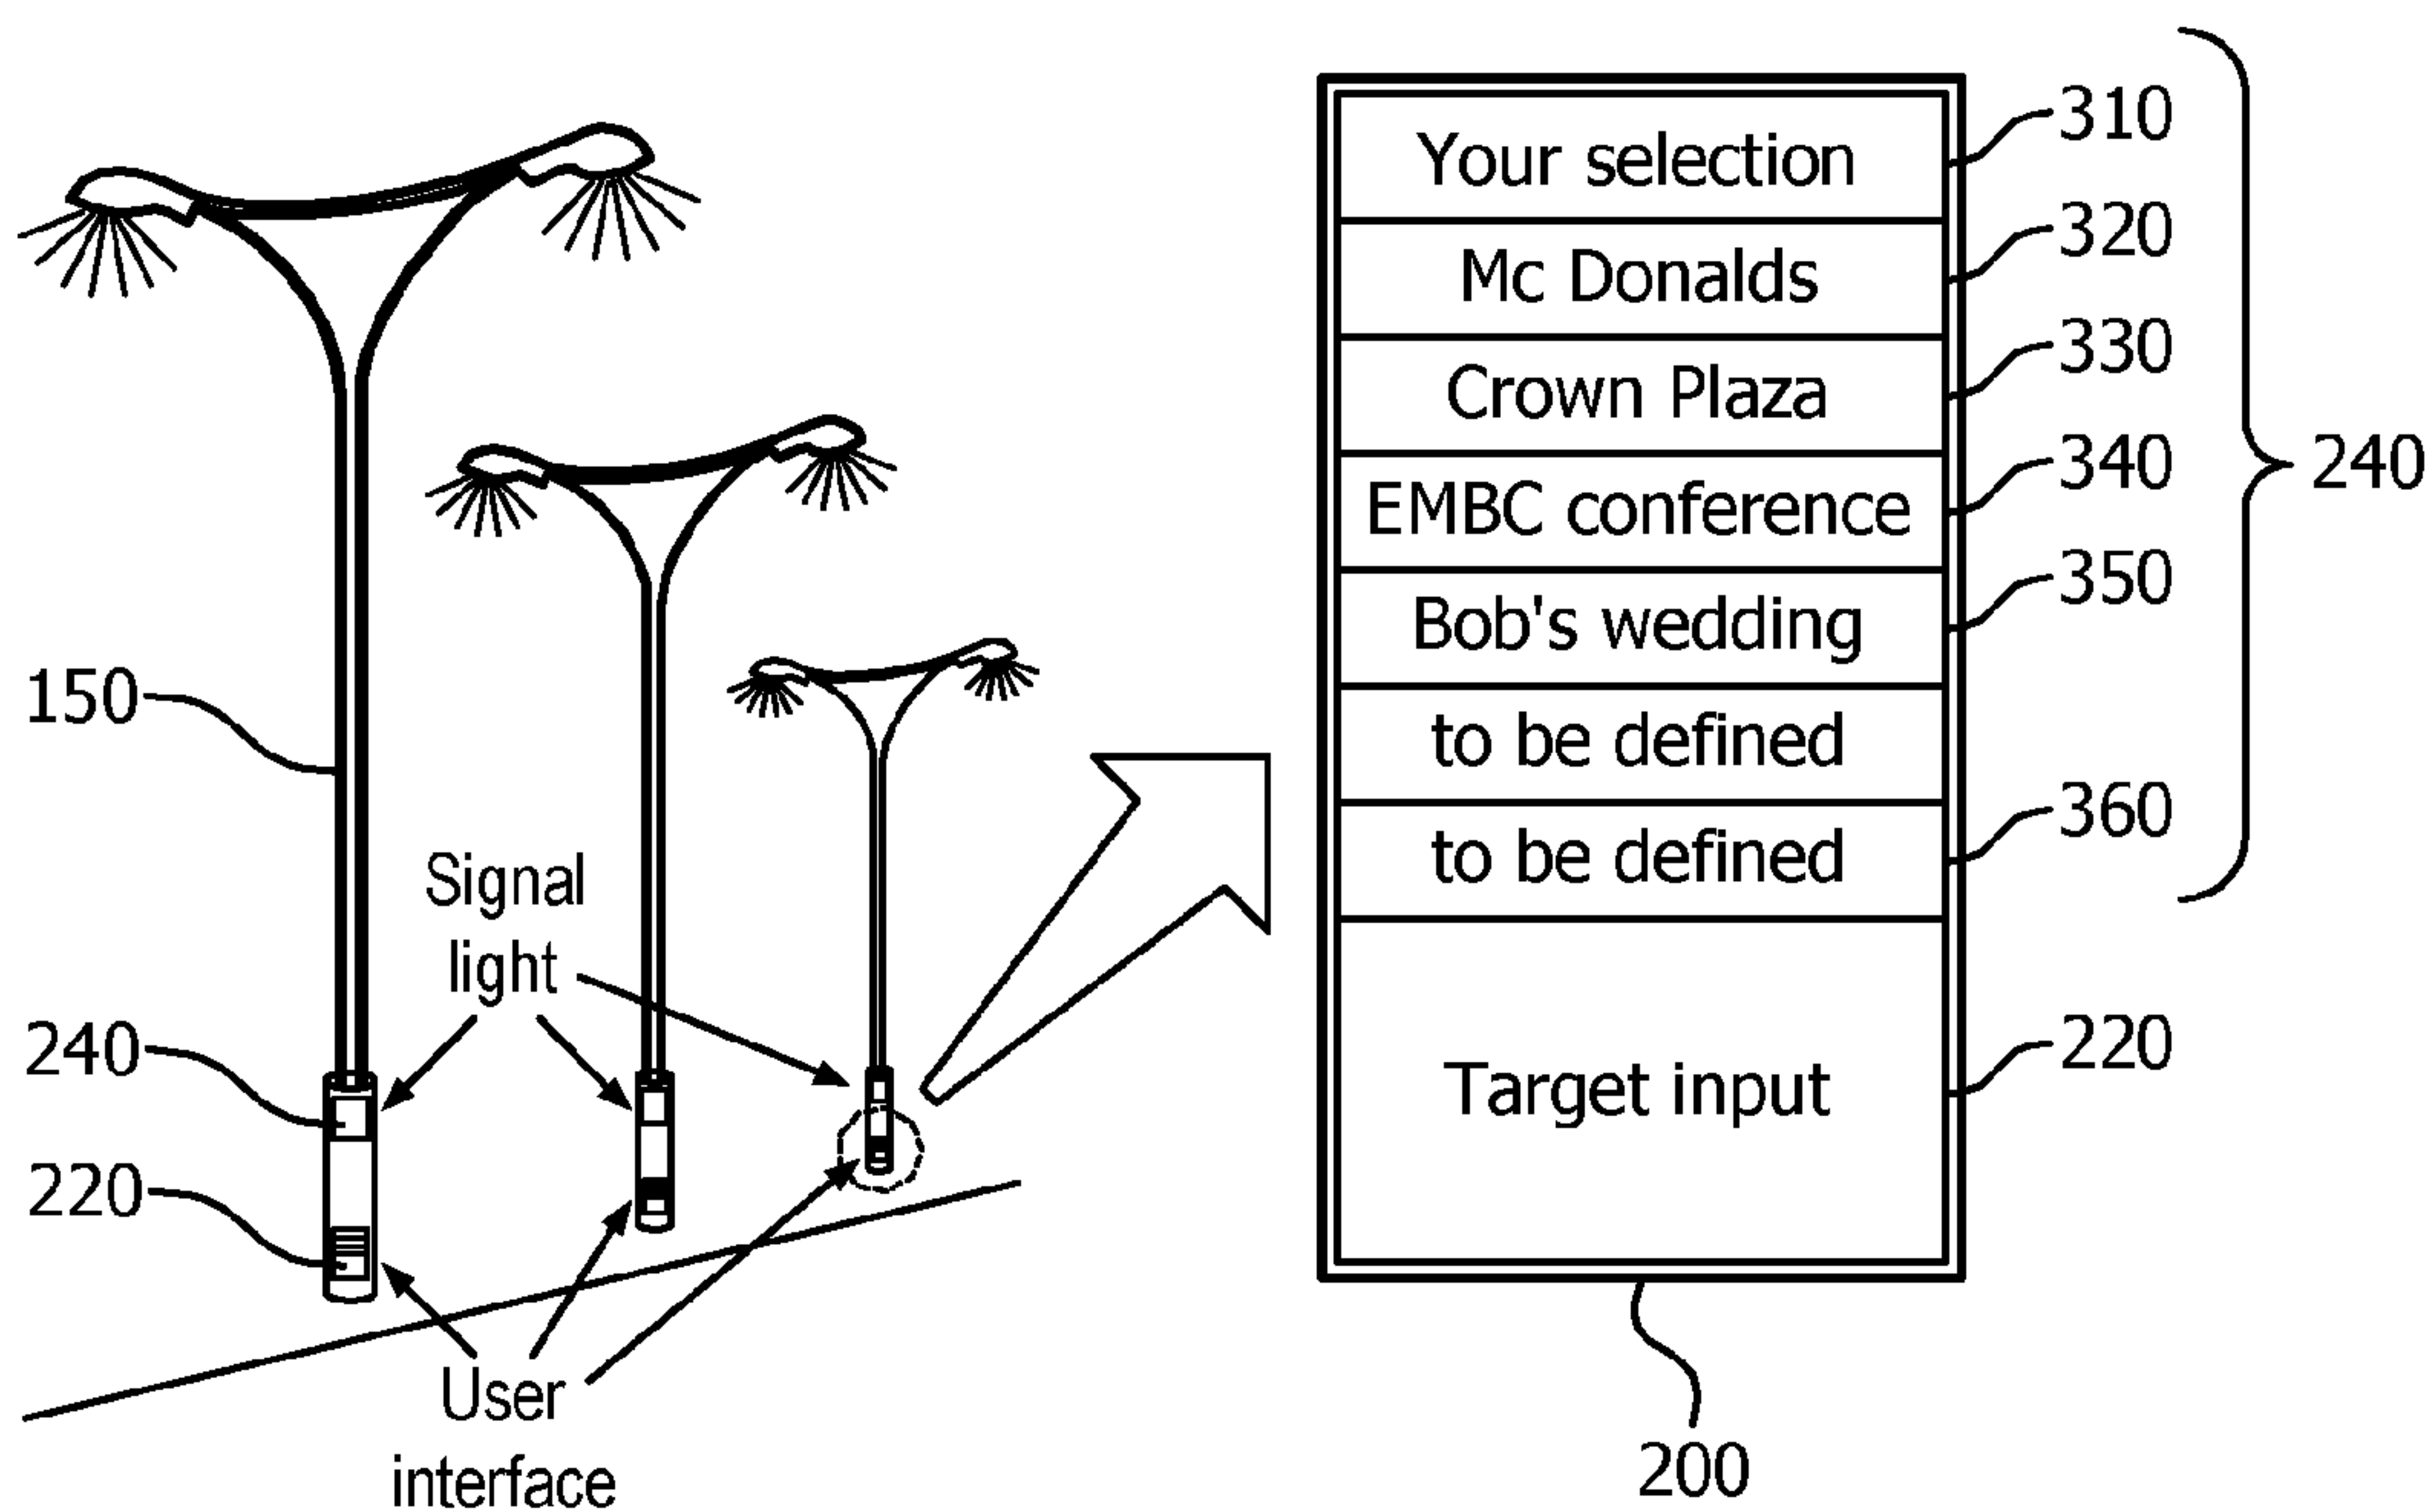 150
240
220
Signal
light
User
interface
Your selection
Mc Donalds
Crown Plaza
EMBC conference
Bob's wedding
to be defined
to be defined
Target input
310
320
330
340
350
360
220
240
200